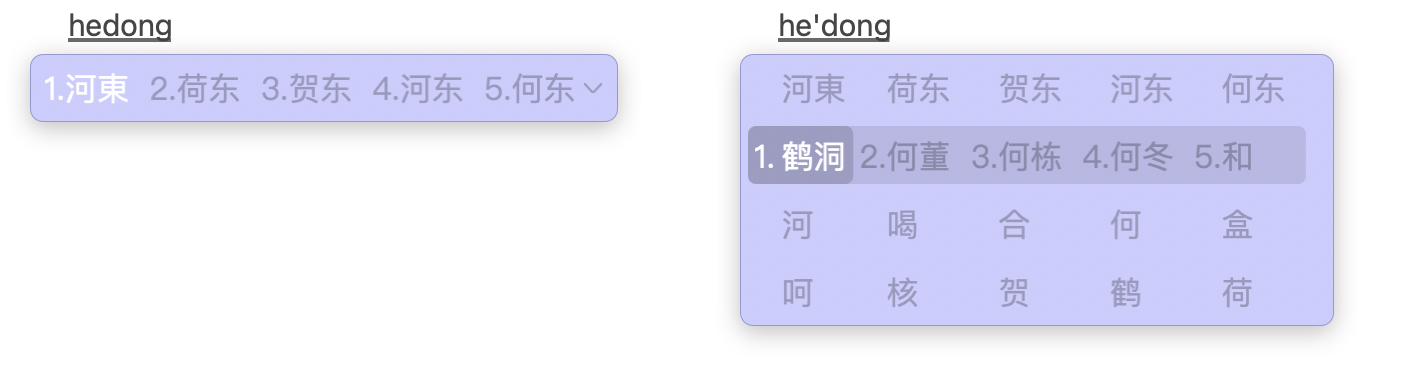 hedong
1.河東 2.荷东 3.贺东 4.河东 5.何东
he'dong
河東 荷东 贺东 河东 何东
1. 鹤洞 2.何董 3.何栋 4.何冬 5.和
河 喝 合 何 盒
呵 核 贺 鹤 荷